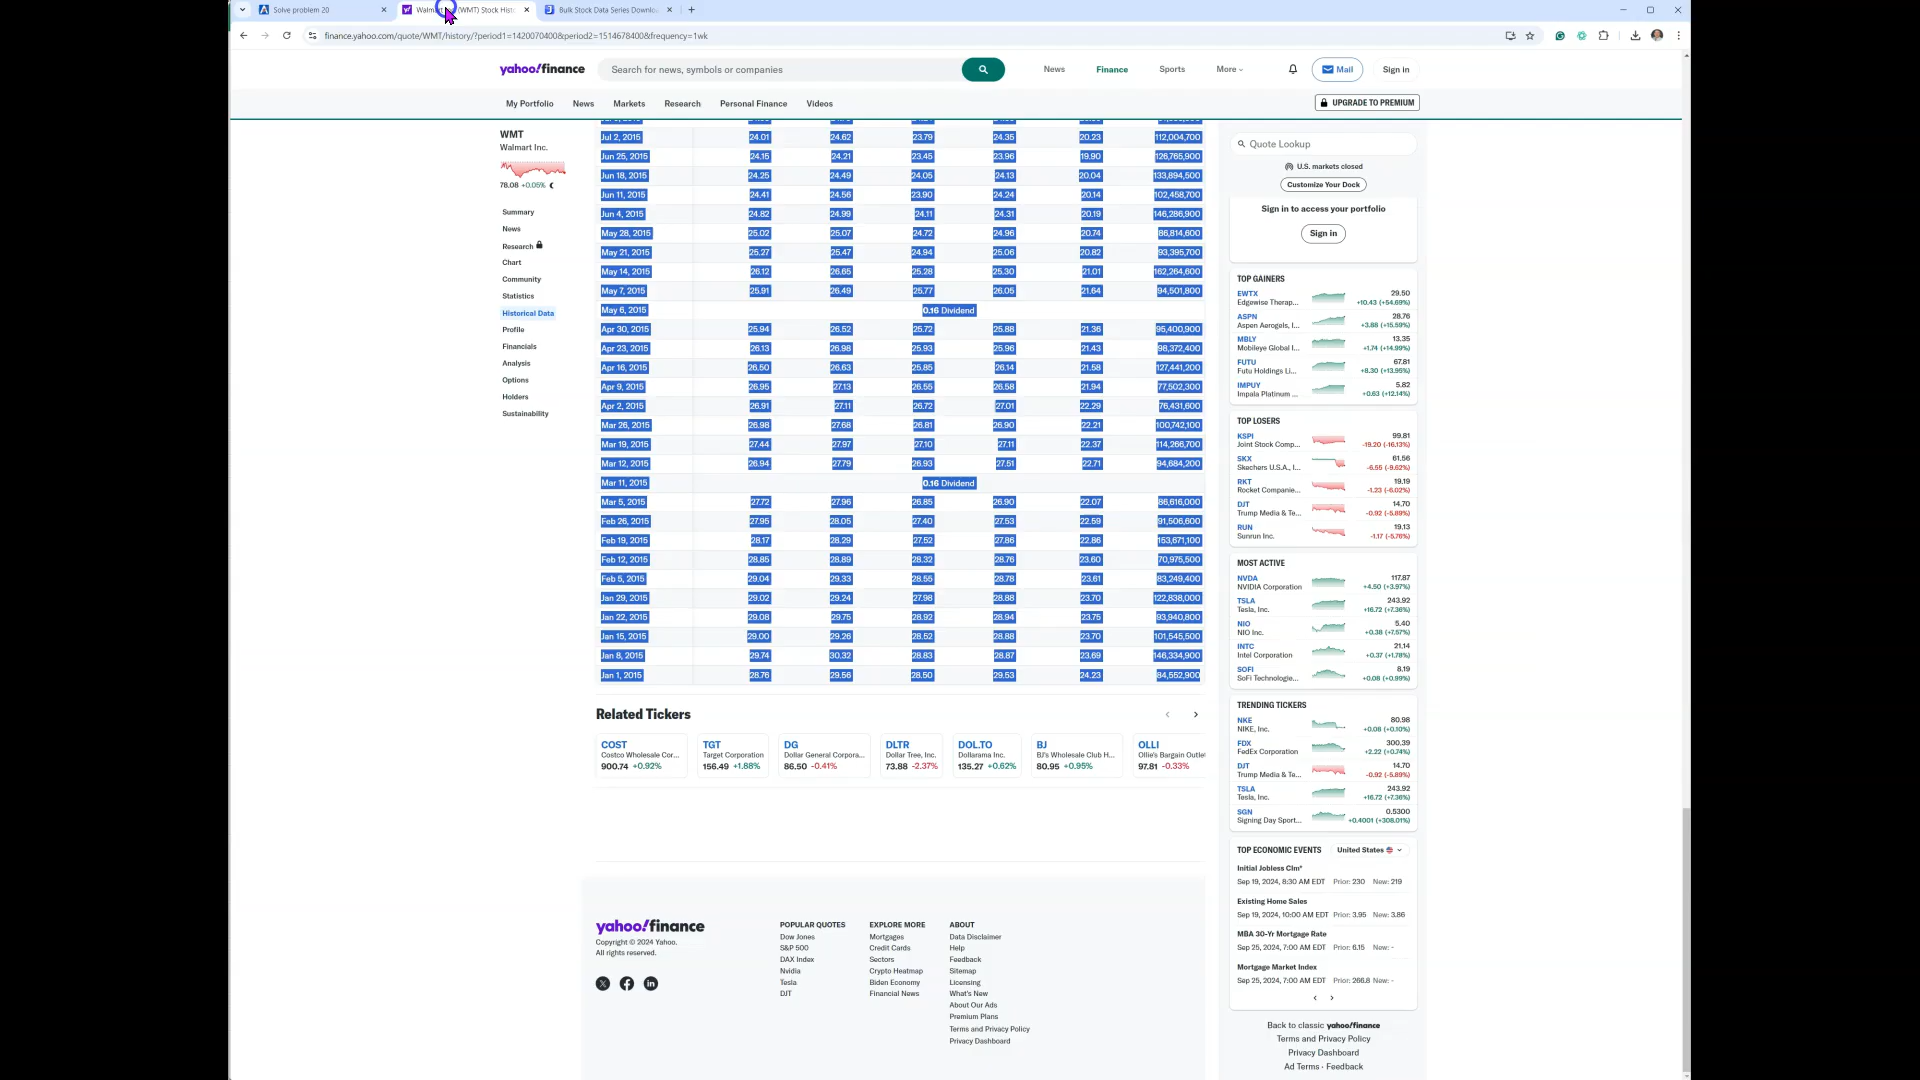 Solve problem 20
Walmart Inc. (WMT) Stock Hist
Bulk Stock Data Series Downlo
finance.yahoo.com/quote/WMT/history/?period1=1420070400&period2=1514678400&frequency=1wk
yahoo!finance
Search for news, symbols or companies
News Finance Sports More
Mail
Sign in
My Portfolio News Markets Research Personal Finance Videos
UPGRADE TO PREMIUM
WMT
Walmart Inc.
78.08 +0.05%
Summary
News
Research
Chart
Community
Statistics
Historical Data
Profile
Financials
Analysis
Options
Holders
Sustainability
Jul 2, 2015 24.01 24.62 23.79 24.35 20.23 112,004,700
Jun 25, 2015 24.15 24.21 23.45 23.96 19.90 126,765,900
Jun 18, 2015 24.25 24.49 24.05 24.13 20.04 133,894,500
Jun 11, 2015 24.41 24.56 23.90 24.24 20.14 102,458,700
Jun 4, 2015 24.82 24.99 24.11 24.31 20.19 146,286,900
May 28, 2015 25.02 25.07 24.72 24.96 20.74 86,814,600
May 21, 2015 25.27 25.47 24.94 25.06 20.82 93,395,700
May 14, 2015 26.12 26.65 25.28 25.30 21.01 162,264,600
May 7, 2015 25.91 26.49 25.77 26.05 21.64 94,501,800
May 6, 2015 0.16 Dividend
Apr 30, 2015 25.94 26.52 25.72 25.88 21.36 95,400,900
Apr 23, 2015 26.13 26.98 25.93 25.96 21.43 98,372,400
Apr 16, 2015 26.50 26.63 25.85 26.14 21.58 127,441,200
Apr 9, 2015 26.95 27.13 26.55 26.58 21.94 77,502,300
Apr 2, 2015 26.91 27.11 26.72 27.01 22.29 76,431,600
Mar 26, 2015 26.98 27.68 26.81 26.90 22.21 100,742,100
Mar 19, 2015 27.44 27.97 27.10 27.11 22.37 114,266,700
Mar 12, 2015 26.94 27.79 26.93 27.51 22.71 94,684,200
Mar 11, 2015 0.16 Dividend
Mar 5, 2015 27.72 27.96 26.85 26.90 22.07 86,616,000
Feb 26, 2015 27.95 28.05 27.40 27.53 22.59 91,506,600
Feb 19, 2015 28.17 28.29 27.52 27.86 22.86 153,671,100
Feb 12, 2015 28.85 28.89 28.32 28.76 23.60 70,975,500
Feb 5, 2015 29.04 29.33 28.55 28.78 23.61 83,249,400
Jan 29, 2015 29.02 29.24 27.98 28.88 23.70 122,838,000
Jan 22, 2015 29.08 29.75 28.92 28.94 23.75 93,940,800
Jan 15, 2015 29.00 29.26 28.52 28.88 23.70 101,545,500
Jan 8, 2015 29.74 30.32 28.83 28.87 23.69 146,334,900
Jan 1, 2015 28.76 29.56 28.50 29.53 24.23 84,552,900
Related Tickers
COST TGT DG DLTR DOL.TO BJ OLLI
Costco Wholesale Cor... Target Corporation Dollar General Corpora... Dollar Tree, Inc. Dollarama Inc. BJ's Wholesale Club H... Ollie's Bargain Outle
900.74 +0.92% 156.49 +1.88% 86.50 -0.41% 73.88 -2.37% 135.27 +0.62% 80.95 +0.95% 97.81 -0.33%
yahoo!finance
Copyright © 2024 Yahoo.
All rights reserved.
POPULAR QUOTES
Dow Jones
S&P 500
DAX Index
Nvidia
Tesla
DJT
EXPLORE MORE
Mortgages
Credit Cards
Sectors
Crypto Heatmap
Biden Economy
Financial News
ABOUT
Data Disclaimer
Help
Feedback
Sitemap
Licensing
What's New
About Our Ads
Premium Plans
Terms and Privacy Policy
Privacy Dashboard
Quote Lookup
U.S. markets closed
Customize Your Dock
Sign in to access your portfolio
Sign in
TOP GAINERS
EWTX 29.50
Edgewise Therap... +10.43 (+54.69%)
ASPN 28.76
Aspen Aerogels, I... +3.88 (+15.59%)
MBLY 13.35
Mobileye Global I... +1.74 (+14.99%)
FUTU 67.81
Futu Holdings Li... +8.30 (+13.95%)
IMPUY 5.82
Impala Platinum ... +0.63 (+12.14%)
TOP LOSERS
KSPI 99.81
Joint Stock Comp... -19.20 (-16.13%)
SKX 61.56
Skechers U.S.A., I... -6.55 (-9.62%)
RKT 19.19
Rocket Companie... -1.23 (-6.02%)
DJT 14.70
Trump Media & Te... -0.92 (-5.89%)
RUN 19.13
Sunrun Inc. -1.17 (-5.76%)
MOST ACTIVE
NVDA 117.87
NVIDIA Corporation +4.50 (+3.97%)
TSLA 243.92
Tesla, Inc. +16.72 (+7.36%)
NIO 5.40
NIO Inc. +0.38 (+7.57%)
INTC 21.14
Intel Corporation +0.37 (+1.78%)
SOFI 8.19
SoFi Technologie... +0.08 (+0.99%)
TRENDING TICKERS
NKE 80.98
NIKE, Inc. +0.08 (+0.10%)
FDX 300.39
FedEx Corporation +2.22 (+0.74%)
DJT 14.70
Trump Media & Te... -0.92 (-5.89%)
TSLA 243.92
Tesla, Inc. +16.72 (+7.36%)
SGN 0.5300
Signing Day Sport... +0.4001 (+308.01%)
TOP ECONOMIC EVENTS United States
Initial Jobless Clm*
Sep 19, 2024, 8:30 AM EDT Prior: 230 New: 219
Existing Home Sales
Sep 19, 2024, 10:00 AM EDT Prior: 3.95 New: 3.86
MBA 30-Yr Mortgage Rate
Sep 25, 2024, 7:00 AM EDT Prior: 6.15 New: -
Mortgage Market Index
Sep 25, 2024, 7:00 AM EDT Prior: 266.8 New: -
Back to classic yahoo!finance
Terms and Privacy Policy
Privacy Dashboard
Ad Terms · Feedback